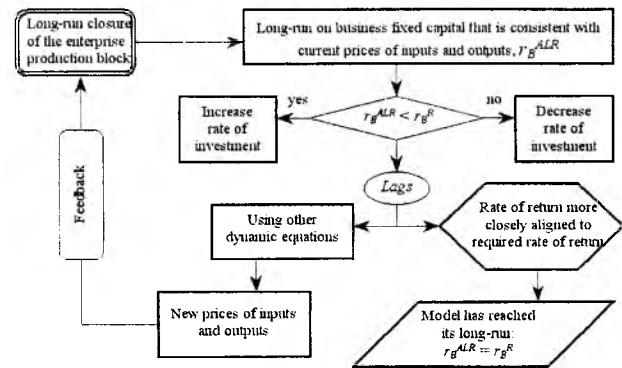 Long-run closure
of the enterprise
production block
Long-run on business fixed capital that is consistent with
current prices of inputs and outputs, r_B^ALR
yes
no
Increase
rate of
investment
r_B^ALR < r_B^R
Decrease
rate of
investment
Lags
Feedback
Using other
dynamic equations
Rate of return more
closely aligned to
required rate of return
New prices of inputs
and outputs
Model has reached
its long-run:
r_B^ALR = r_B^R